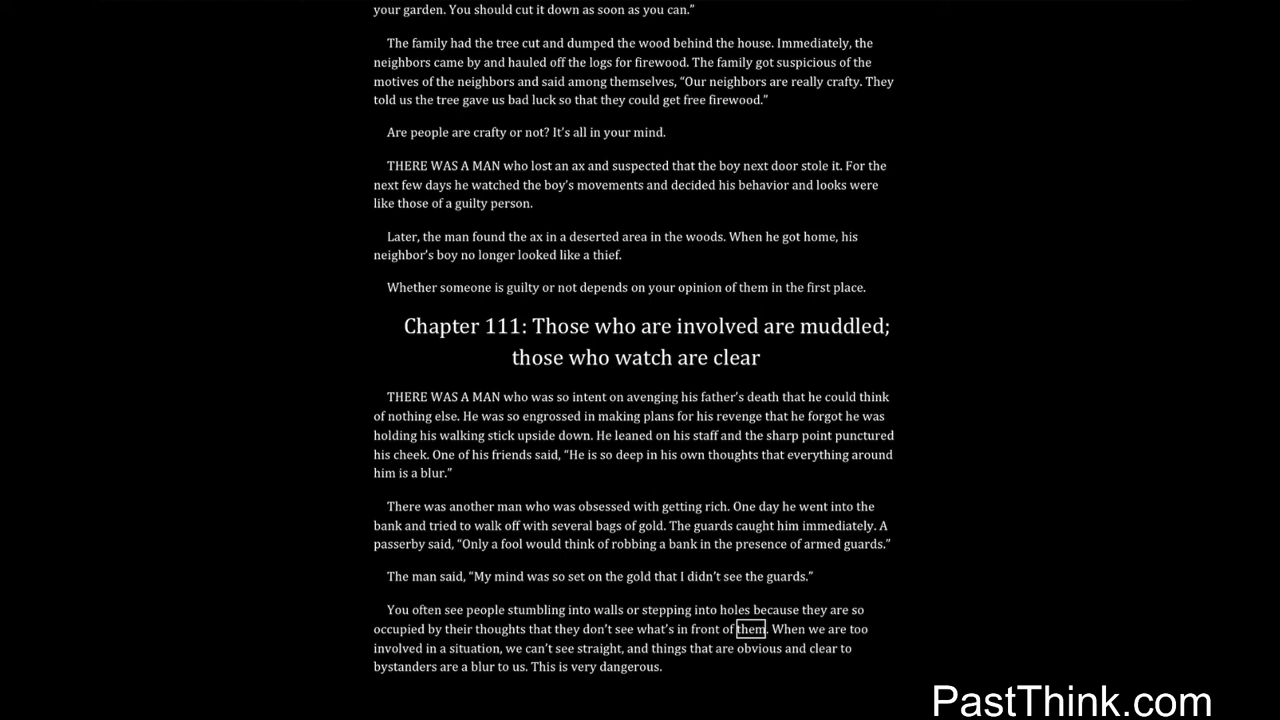 your garden. You should cut it down as soon as you can.”
The family had the tree cut and dumped the wood behind the house. Immediately, the
neighbors came by and hauled off the logs for firewood. The family got suspicious of the
motives of the neighbors and said among themselves, “Our neighbors are really crafty. They
told us the tree gave us bad luck so that they could get free firewood.”
Are people are crafty or not? It’s all in your mind.
THERE WAS A MAN who lost an ax and suspected that the boy next door stole it. For the
next few days he watched the boy’s movements and decided his behavior and looks were
like those of a guilty person.
Later, the man found the ax in a deserted area in the woods. When he got home, his
neighbor’s boy no longer looked like a thief.
Whether someone is guilty or not depends on your opinion of them in the first place.
Chapter 111: Those who are involved are muddled;
those who watch are clear
THERE WAS A MAN who was so intent on avenging his father’s death that he could think
of nothing else. He was so engrossed in making plans for his revenge that he forgot he was
holding his walking stick upside down. He leaned on his staff and the sharp point punctured
his cheek. One of his friends said, “He is so deep in his own thoughts that everything around
him is a blur.”
There was another man who was obsessed with getting rich. One day he went into the
bank and tried to walk off with several bags of gold. The guards caught him immediately. A
passerby said, “Only a fool would think of robbing a bank in the presence of armed guards.”
The man said, “My mind was so set on the gold that I didn’t see the guards.”
You often see people stumbling into walls or stepping into holes because they are so
occupied by their thoughts that they don’t see what’s in front of them. When we are too
involved in a situation, we can’t see straight, and things that are obvious and clear to
bystanders are a blur to us. This is very dangerous.
PastThink.com